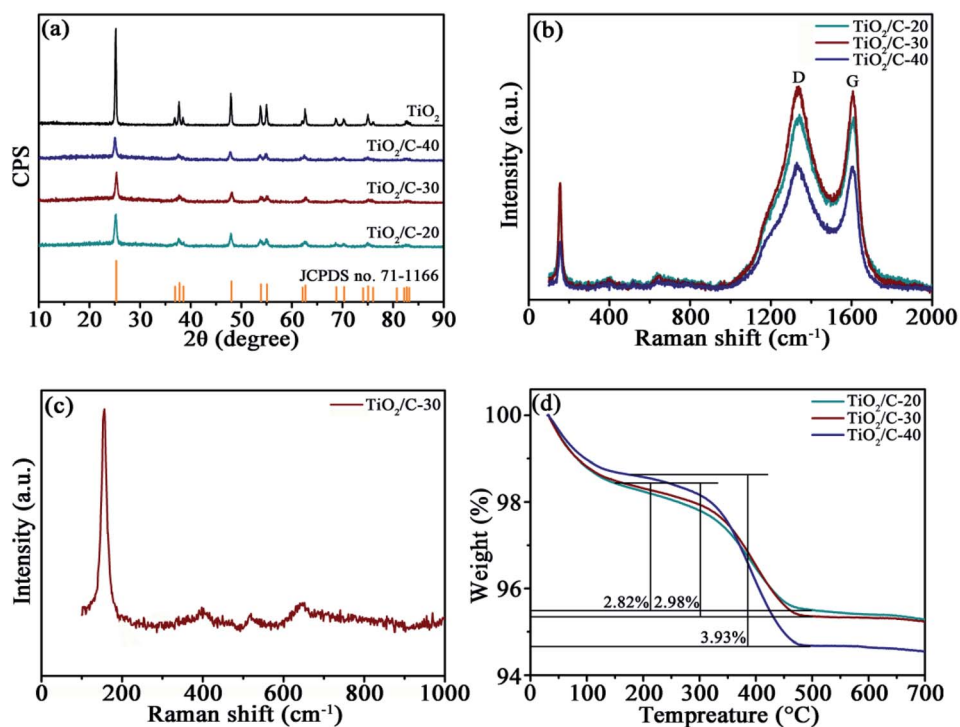 (a)
TiO2
TiO2/C-40
TiO2/C-30
TiO2/C-20
JCPDS no. 71-1166
CPS
10 20 30 40 50 60 70 80 90
2θ (degree)
(b)
TiO2/C-20
TiO2/C-30
TiO2/C-40
D
G
Intensity (a.u.)
0 400 800 1200 1600 2000
Raman shift (cm-1)
(c)
TiO2/C-30
Intensity (a.u.)
0 200 400 600 800 1000
Raman shift (cm-1)
(d)
TiO2/C-20
TiO2/C-30
TiO2/C-40
100
98
96
94
Weight (%)
2.82% 2.98%
3.93%
0 100 200 300 400 500 600 700
Tempreature (°C)